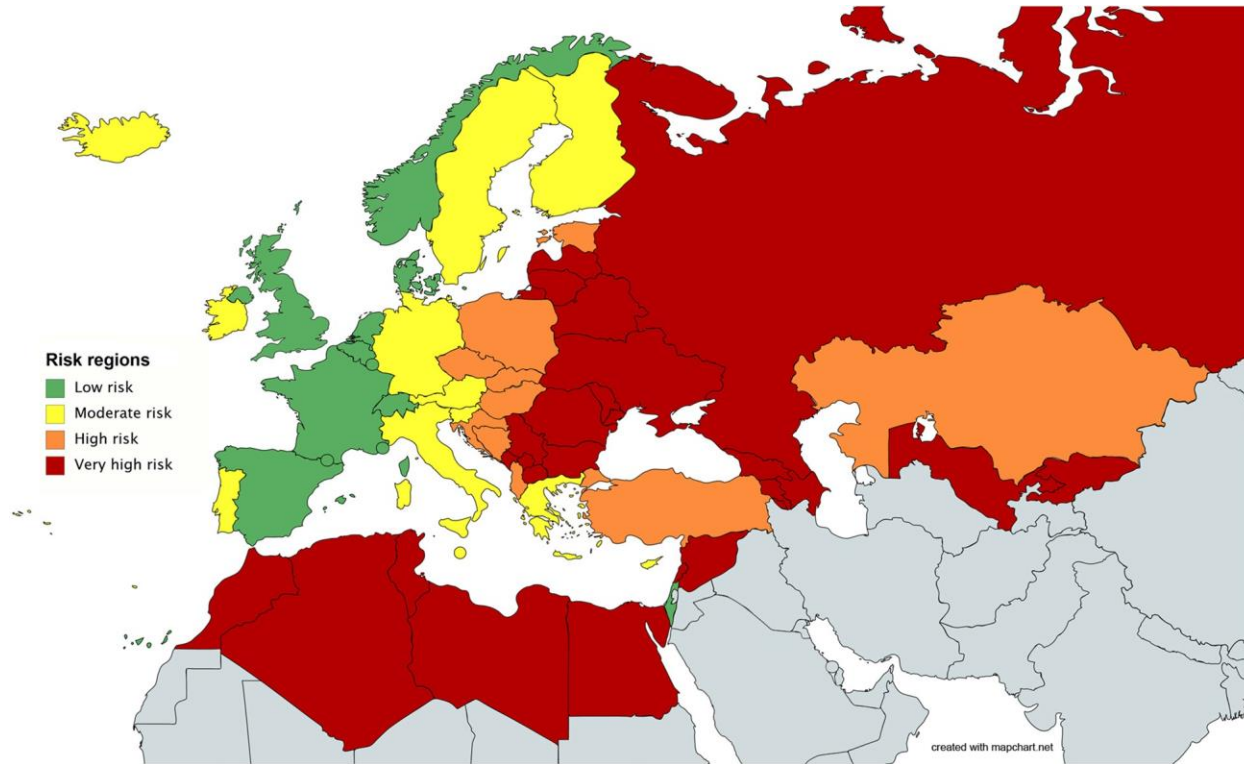 Risk regions
Low risk
Moderate risk
High risk
Very high risk
created with mapchart.net